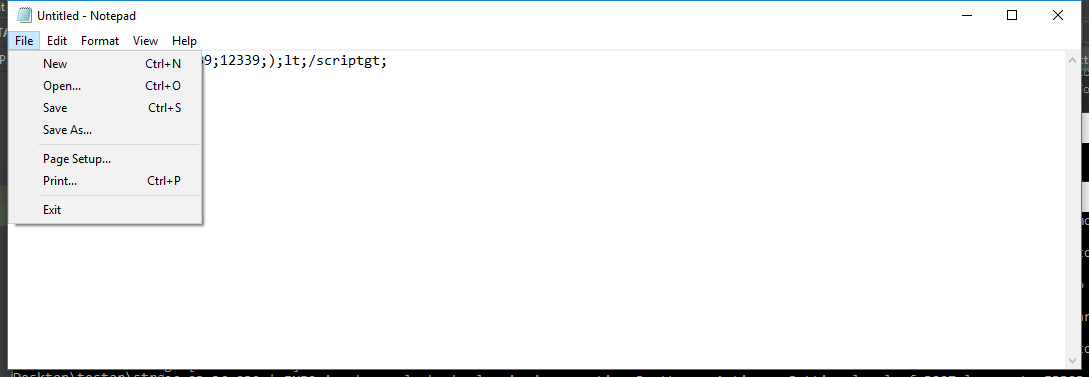 Untitled - Notepad
File Edit Format View Help
9;12339;);lt;/scriptgt;
New Ctrl+N
Open... Ctrl+O
Save Ctrl+S
Save As...
Page Setup...
Print... Ctrl+P
Exit